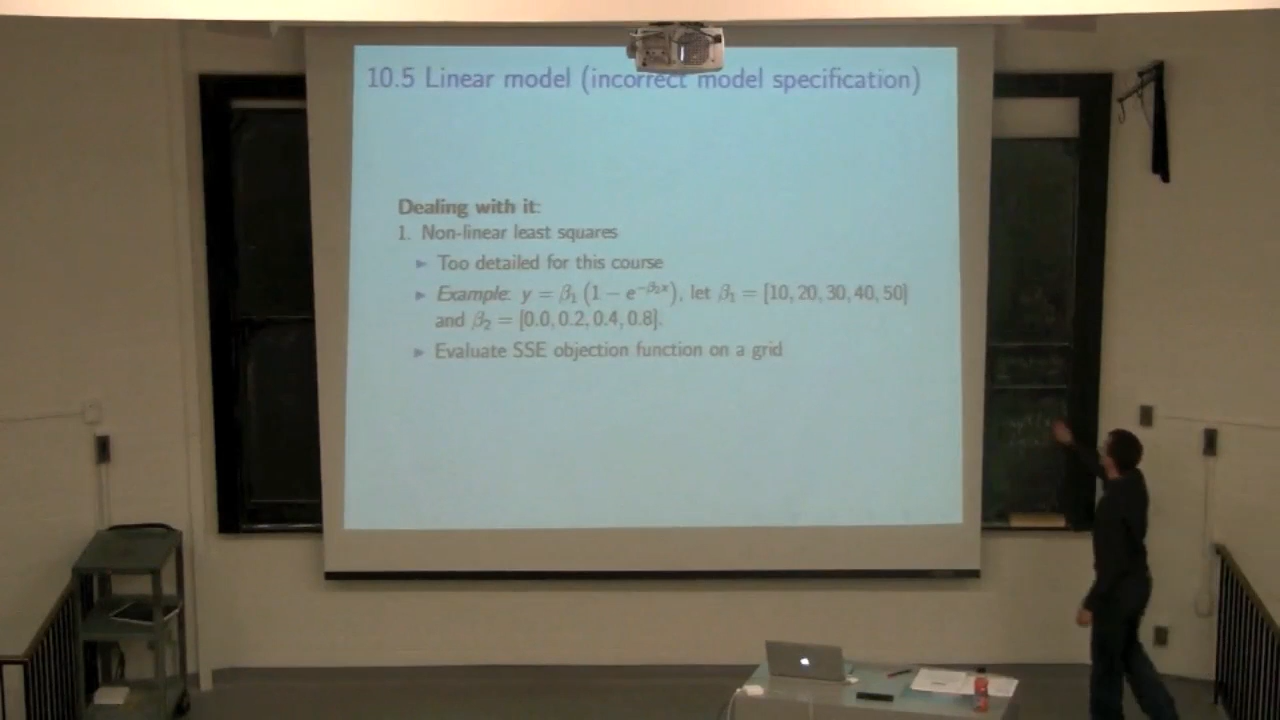 10.5 Linear model (incorrect model specification)
Dealing with it:
1. Non-linear least squares
► Too detailed for this course
► Example: y = β₁ (1 − e^{−β₂x}), let β₁ = [10, 20, 30, 40, 50]
and β₂ = [0.0, 0.2, 0.4, 0.8].
► Evaluate SSE objection function on a grid